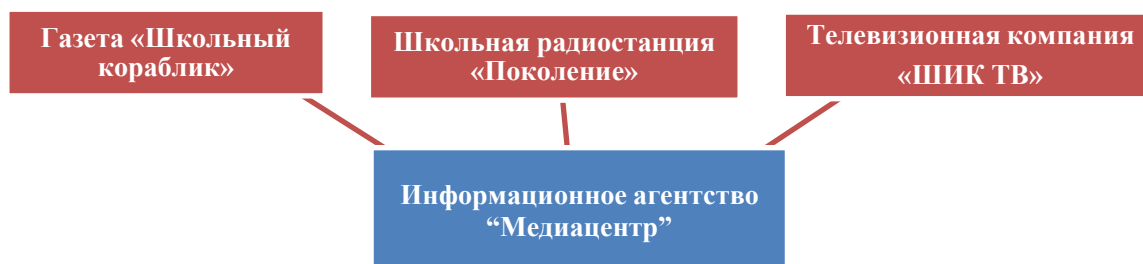 Газета «Школьный
кораблик»
Школьная радиостанция
«Поколение»
Телевизионная компания
«ШИК ТВ»
Информационное агентство
“Медиацентр”